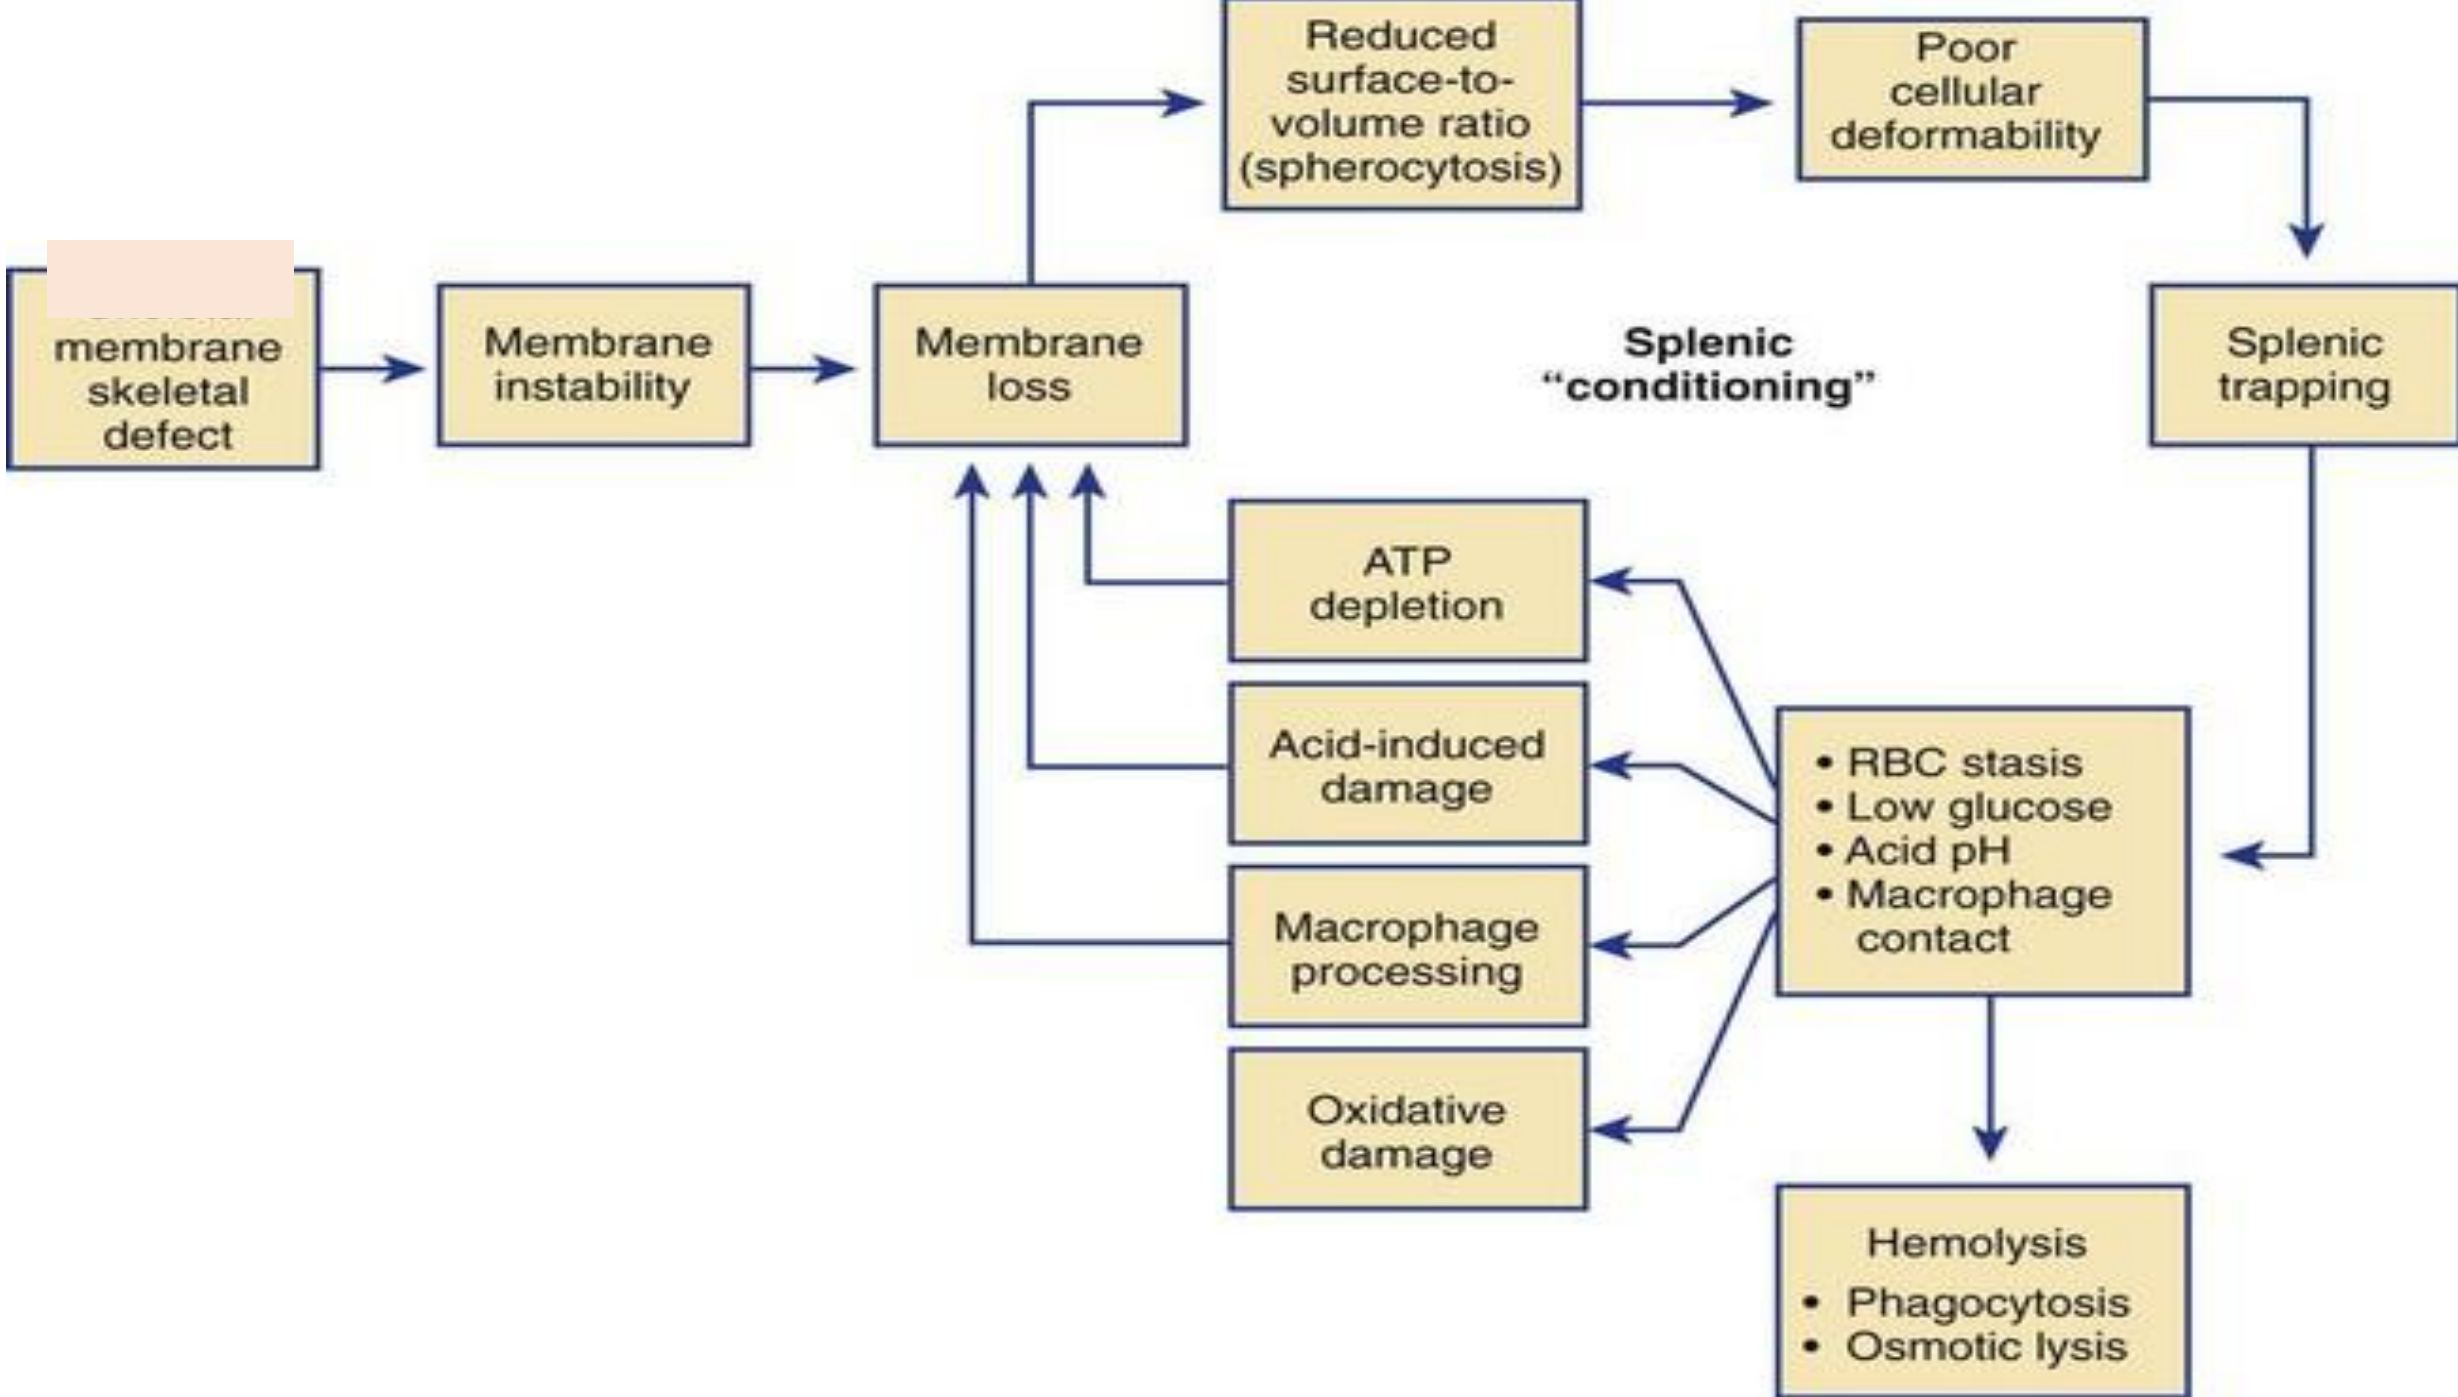 Reduced
surface-to-
volume ratio
(spherocytosis)
Poor
cellular
deformability
membrane
skeletal
defect
Membrane
instability
Membrane
loss
Splenic
“conditioning”
Splenic
trapping
ATP
depletion
Acid-induced
damage
Macrophage
processing
Oxidative
damage
• RBC stasis
• Low glucose
• Acid pH
• Macrophage
contact
Hemolysis
• Phagocytosis
• Osmotic lysis